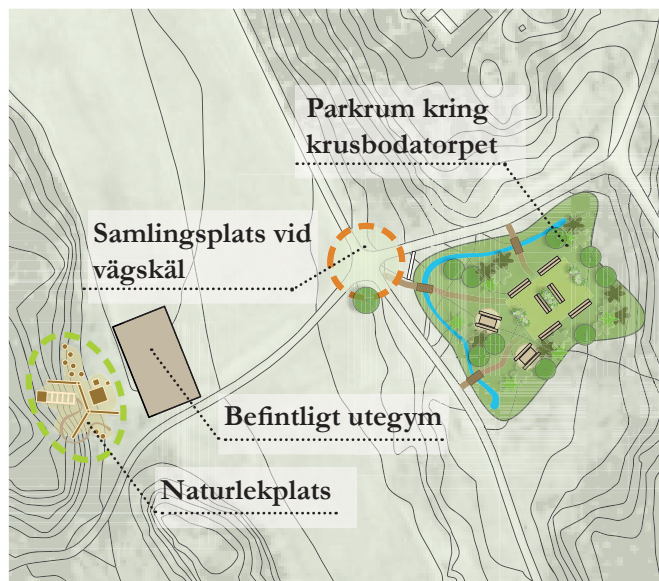 Parkrum kring
krusbodatorpet
Samlingsplats vid
vägskäl
Befintligt utegym
Naturlekplats